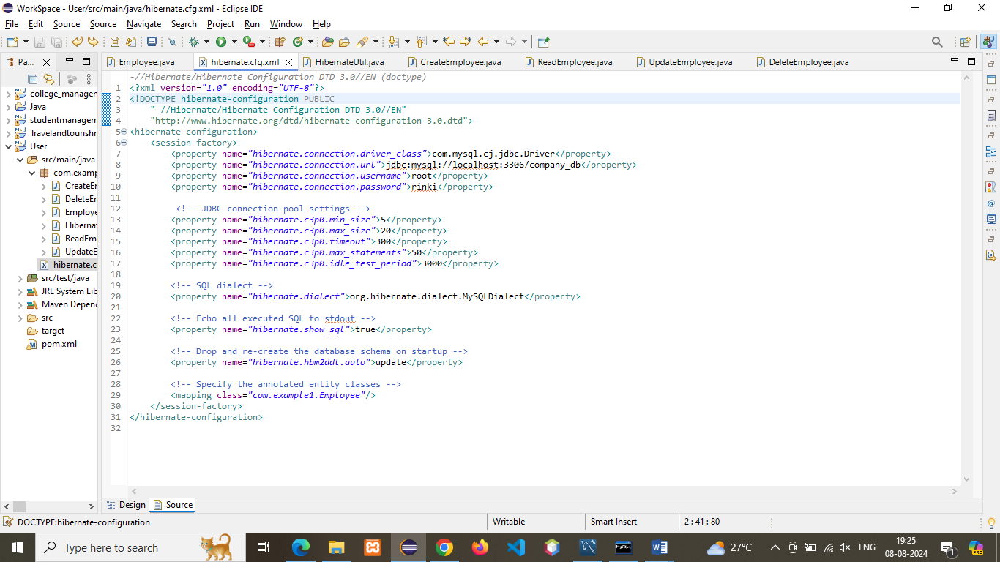 WorkSpace - User/src/main/java/hibernate.cfg.xml - Eclipse IDE
File Edit Source Source Navigate Search Project Run Window Help
Pa...
Employee.java hibernate.cfg.xml HibernateUtil.java CreateEmployee.java ReadEmployee.java UpdateEmployee.java DeleteEmployee.java
college_managen
Java
studentmanagem
Travelandtourishn
User
src/main/java
com.examp
CreateEn
DeleteEn
Employe
Hibernat
ReadEmp
UpdateE
hibernate.cf
src/test/java
JRE System Lib
Maven Depend
src
target
pom.xml
-//Hibernate/Hibernate Configuration DTD 3.0//EN (doctype)
1 <?xml version="1.0" encoding="UTF-8"?>
2 <!DOCTYPE hibernate-configuration PUBLIC
3 "-//Hibernate/Hibernate Configuration DTD 3.0//EN"
4 "http://www.hibernate.org/dtd/hibernate-configuration-3.0.dtd">
5 <hibernate-configuration>
6 <session-factory>
7 <property name="hibernate.connection.driver_class">com.mysql.cj.jdbc.Driver</property>
8 <property name="hibernate.connection.url">jdbc:mysql://localhost:3306/company_db</property>
9 <property name="hibernate.connection.username">root</property>
10 <property name="hibernate.connection.password">rinki</property>
11
12 <!-- JDBC connection pool settings -->
13 <property name="hibernate.c3p0.min_size">5</property>
14 <property name="hibernate.c3p0.max_size">20</property>
15 <property name="hibernate.c3p0.timeout">300</property>
16 <property name="hibernate.c3p0.max_statements">50</property>
17 <property name="hibernate.c3p0.idle_test_period">3000</property>
18
19 <!-- SQL dialect -->
20 <property name="hibernate.dialect">org.hibernate.dialect.MySQLDialect</property>
21
22 <!-- Echo all executed SQL to stdout -->
23 <property name="hibernate.show_sql">true</property>
24
25 <!-- Drop and re-create the database schema on startup -->
26 <property name="hibernate.hbm2ddl.auto">update</property>
27
28 <!-- Specify the annotated entity classes -->
29 <mapping class="com.example1.Employee"/>
30 </session-factory>
31 </hibernate-configuration>
32
Design Source
DOCTYPE:hibernate-configuration Writable Smart Insert 2 : 41 : 80
Type here to search 27°C ENG 19:25
08-08-2024 1